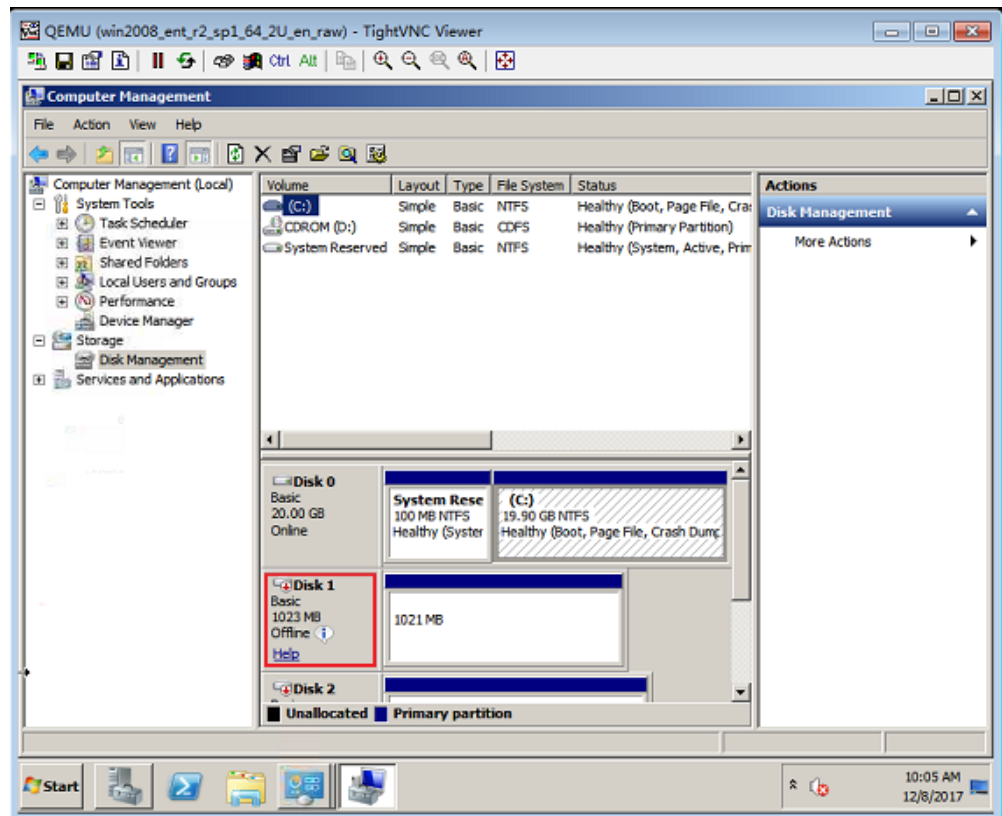 QEMU (win2008_ent_r2_sp1_64_2U_en_raw) - TightVNC Viewer
Ctrl Alt
Computer Management
File Action View Help
Computer Management (Local)
System Tools
Task Scheduler
Event Viewer
Shared Folders
Local Users and Groups
Performance
Device Manager
Storage
Disk Management
Services and Applications
Volume Layout Type File System Status
(C:) Simple Basic NTFS Healthy (Boot, Page File, Cra
CDROM (D:) Simple Basic CDFS Healthy (Primary Partition)
System Reserved Simple Basic NTFS Healthy (System, Active, Prim
Actions
Disk Management
More Actions
Disk 0
Basic
20.00 GB
Online
System Rese
100 MB NTFS
Healthy (Syster
(C:)
19.90 GB NTFS
Healthy (Boot, Page File, Crash Dump
Disk 1
Basic
1023 MB
Offline
Help
1021 MB
Disk 2
Unallocated Primary partition
Start
10:05 AM
12/8/2017